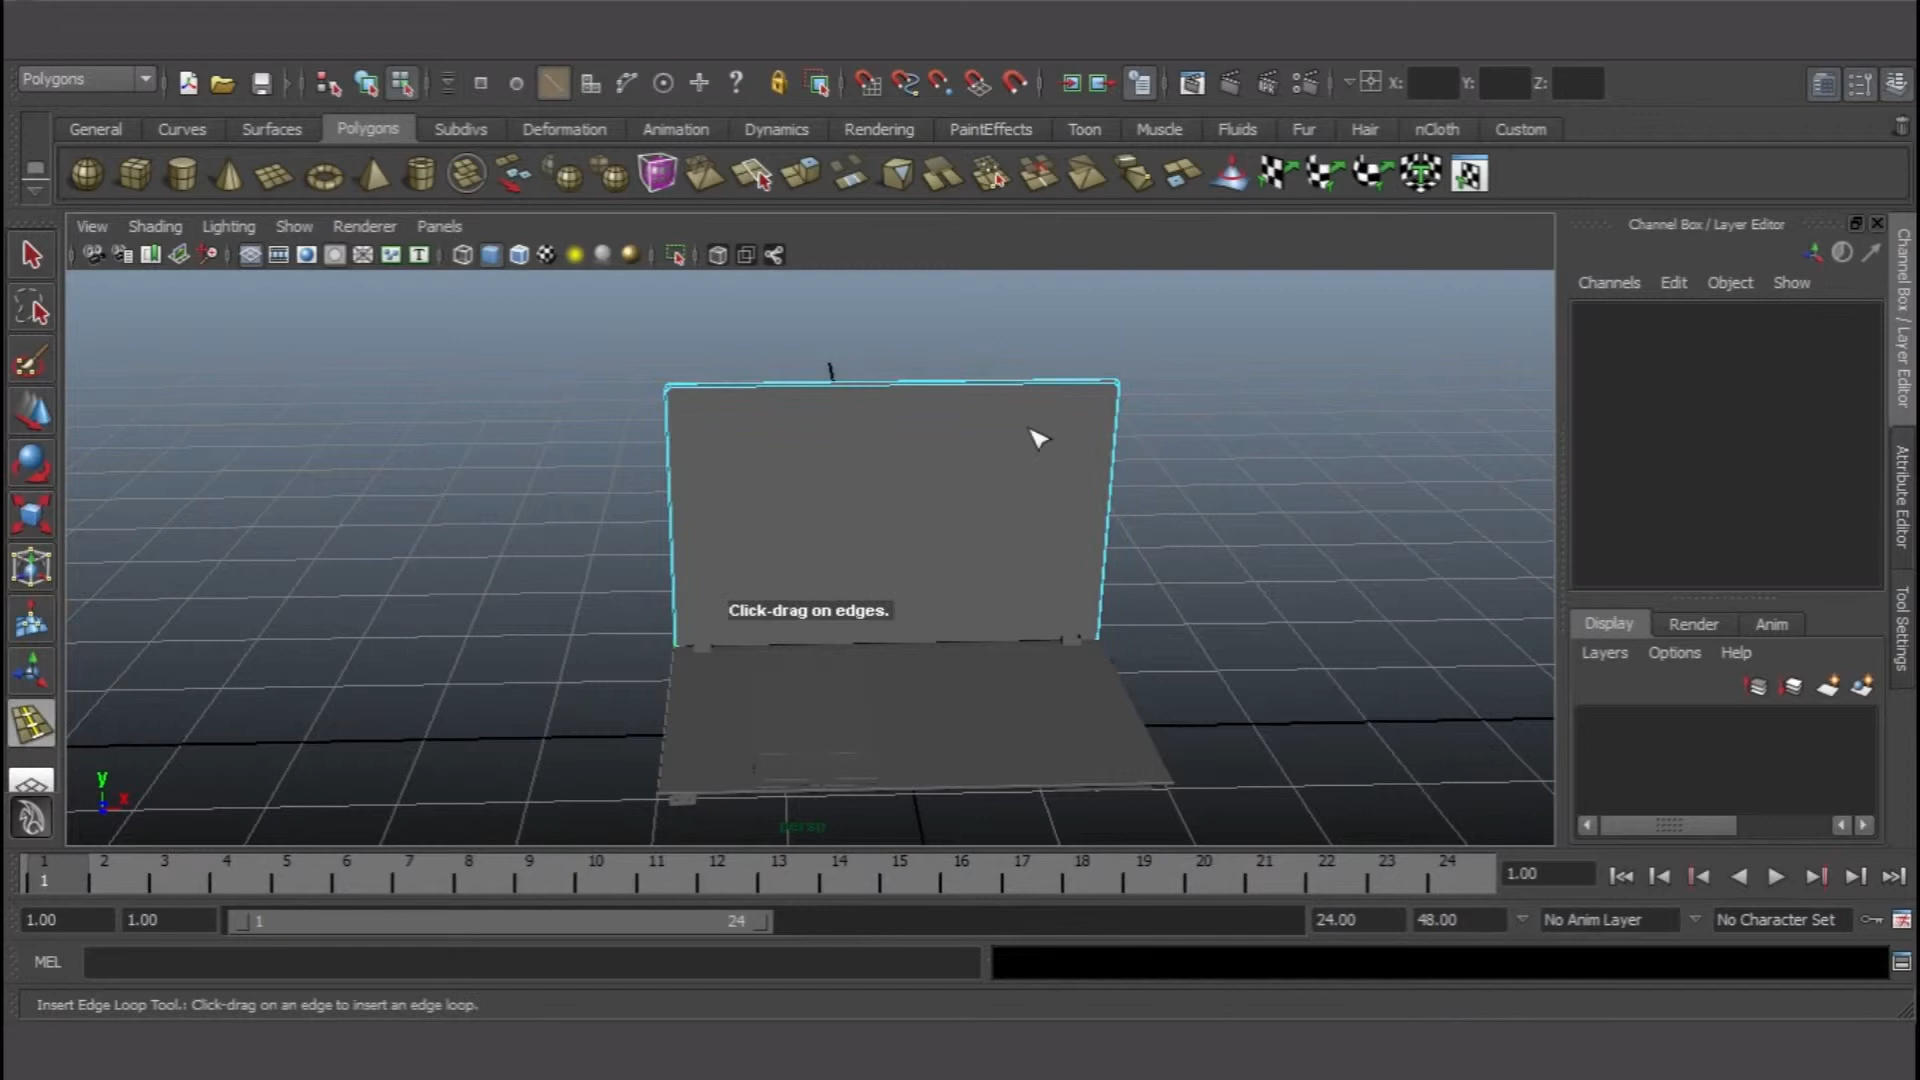 Polygons
X:
Y:
Z:
General Curves Surfaces Polygons Subdivs Deformation Animation Dynamics Rendering PaintEffects Toon Muscle Fluids Fur Hair nCloth Custom
View Shading Lighting Show Renderer Panels
Channel Box / Layer Editor
Channels Edit Object Show
Channel Box / Layer Editor
Attribute Editor
Tool Settings
Click-drag on edges.
Display Render Anim
Layers Options Help
y
x
persp
1 2 3 4 5 6 7 8 9 10 11 12 13 14 15 16 17 18 19 20 21 22 23 24
1
1.00
1.00 1.00 1 24 24.00 48.00 No Anim Layer No Character Set
MEL
Insert Edge Loop Tool.: Click-drag on an edge to insert an edge loop.